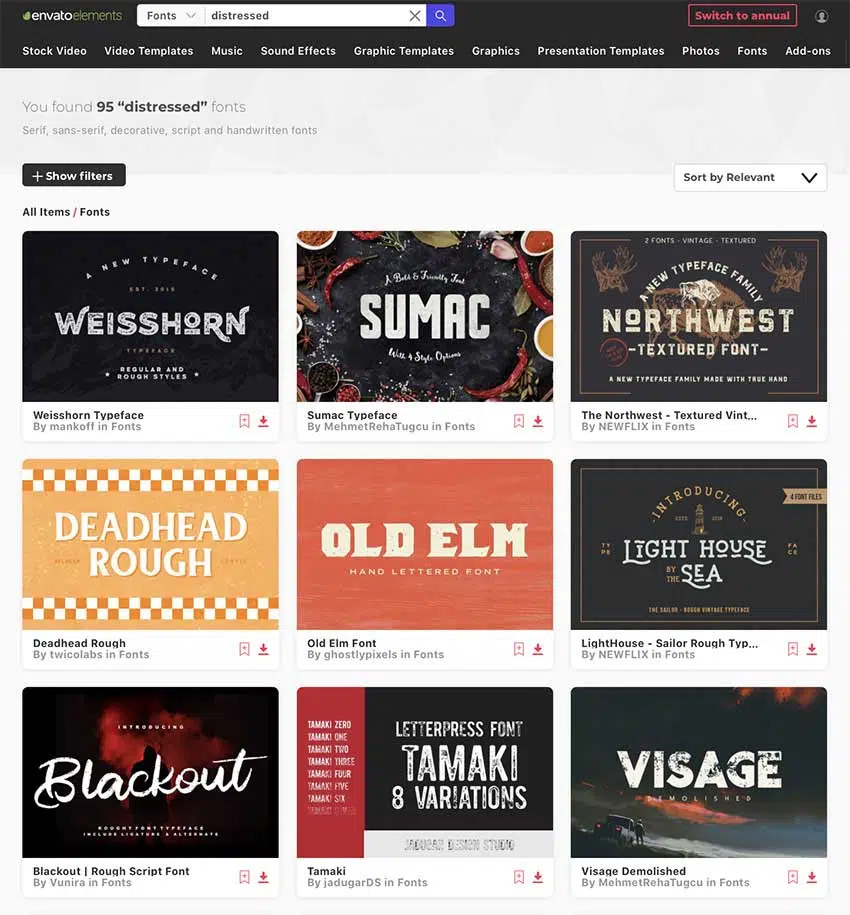 envatoelements
Fonts
distressed
Switch to annual
Stock Video Video Templates Music Sound Effects Graphic Templates Graphics Presentation Templates Photos Fonts Add-ons
You found 95 “distressed” fonts
Serif, sans-serif, decorative, script and handwritten fonts
+ Show filters
Sort by Relevant
All Items / Fonts
A NEW TYPEFACE
EST. 2015
WEISSHORN
TYPEFACE
REGULAR AND
ROUGH STYLES
Weisshorn Typeface
By mankoff in Fonts
A Bold & Friendly Font
SUMAC
With 4 Style Options
Sumac Typeface
By MehmetRehaTugcu in Fonts
2 FONTS - VINTAGE - TEXTURED
A NEW TYPEFACE FAMILY
NORTHWEST
-TEXTURED FONT-
A NEW TYPEFACE FAMILY MADE WITH TRUE HAND
The Northwest - Textured Vint...
By NEWFLIX in Fonts
DEADHEAD
ROUGH
Deadhead Rough
By twicolabs in Fonts
OLD ELM
HAND LETTERED FONT
Old Elm Font
By ghostlypixels in Fonts
4 FONT FILES
-INTRODUCING-
ESTD 2018
TYPE
FACE
LIGHT HOUSE
BY THE SEA
THE SAILOR - ROUGH VINTAGE TYPEFACE
LightHouse - Sailor Rough Typ...
By NEWFLIX in Fonts
INTRODUCING
Blackout
ROUGHT FONT TYPEFACE
INCLUDE LIGATURE & ALTERNATE
Blackout | Rough Script Font
By Vunira in Fonts
TAMAKI ZERO
TAMAKI ONE
TAMAKI TWO
TAMAKI THREE
TAMAKI FOUR
TAMAKI FIVE
TAMAKI SIX
LETTERPRESS FONT
TAMAKI
8 VARIATIONS
JADUGAR DESIGN STUDIO
Tamaki
By jadugarDS in Fonts
VISAGE
DEMOLISHED
Visage Demolished
By MehmetRehaTugcu in Fonts